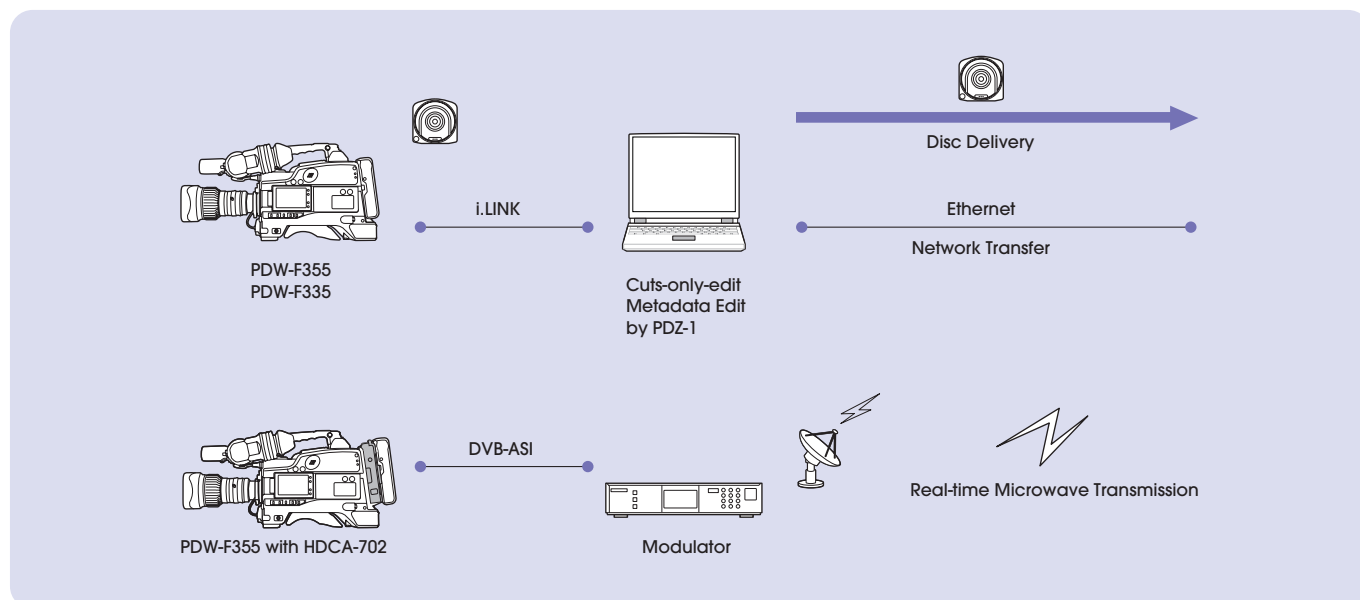 Disc Delivery
i.LINK
Ethernet
Network Transfer
PDW-F355
PDW-F335
Cuts-only-edit
Metadata Edit
by PDZ-1
DVB-ASI
Real-time Microwave Transmission
PDW-F355 with HDCA-702
Modulator